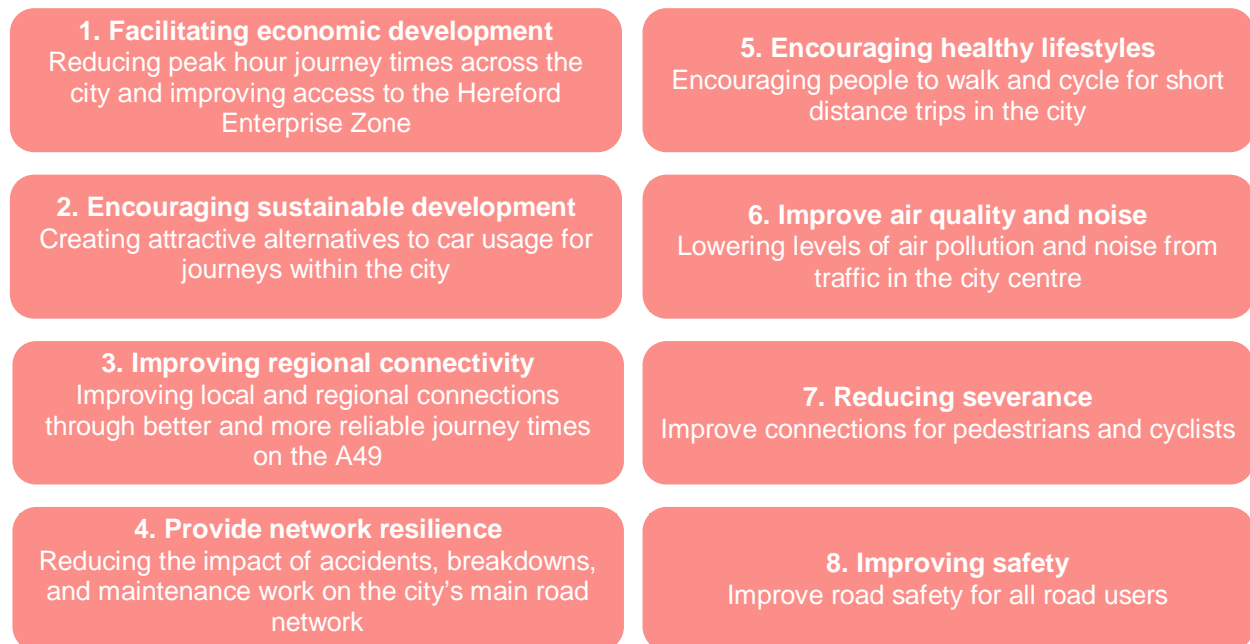 1. Facilitating economic development
Reducing peak hour journey times across the
city and improving access to the Hereford
Enterprise Zone
2. Encouraging sustainable development
Creating attractive alternatives to car usage for
journeys within the city
3. Improving regional connectivity
Improving local and regional connections
through better and more reliable journey times
on the A49
4. Provide network resilience
Reducing the impact of accidents, breakdowns,
and maintenance work on the city’s main road
network
5. Encouraging healthy lifestyles
Encouraging people to walk and cycle for short
distance trips in the city
6. Improve air quality and noise
Lowering levels of air pollution and noise from
traffic in the city centre
7. Reducing severance
Improve connections for pedestrians and cyclists
8. Improving safety
Improve road safety for all road users